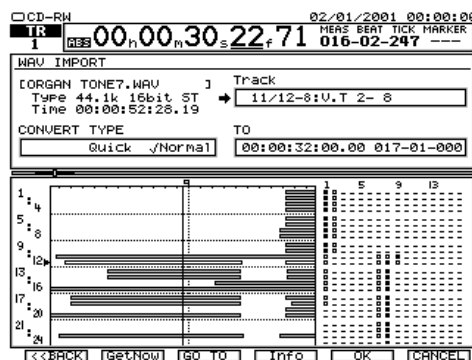 CD-RW 02/01/2001 00:00:00
TR 1 ABS 00h00m30s22f71 MEAS BEAT TICK MARKER
016-02-247 ---
WAV IMPORT
[ORGAN TONE7.WAV ] Track
Type 44.1k 16bit ST 11/12-8:V.T 2- 8
Time 00:00:52:28.19
CONVERT TYPE TO
Quick √Normal 00:00:32:00.00 017-01-000
1 5 9 13
1:4
5:8
9:12
13:16
17:20
21:24
<<BACK GetNow GO TO Info OK CANCEL